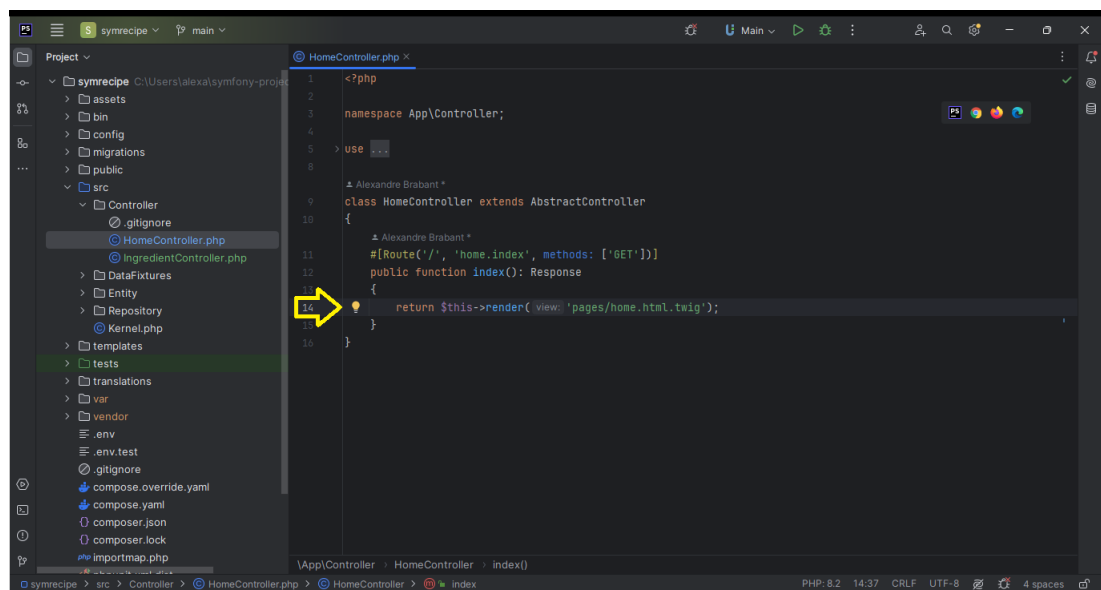 PS
S symrecipe
main
Main
Project
HomeController.php
symrecipe C:\Users\alexa\symfony-projec
assets
bin
config
migrations
public
src
Controller
.gitignore
HomeController.php
IngredientController.php
DataFixtures
Entity
Repository
Kernel.php
templates
tests
translations
var
vendor
.env
.env.test
.gitignore
compose.override.yaml
compose.yaml
composer.json
composer.lock
php importmap.php
1 <?php
2
3 namespace App\Controller;
4
5 use ...
8
Alexandre Brabant *
9 class HomeController extends AbstractController
10 {
Alexandre Brabant *
11 #[Route('/', 'home.index', methods: ['GET'])]
12 public function index(): Response
13 {
14 return $this->render( view: 'pages/home.html.twig');
15 }
16 }
PS
\App\Controller › HomeController › index()
symrecipe > src > Controller > HomeController.php > HomeController > m index
PHP: 8.2 14:37 CRLF UTF-8 4 spaces